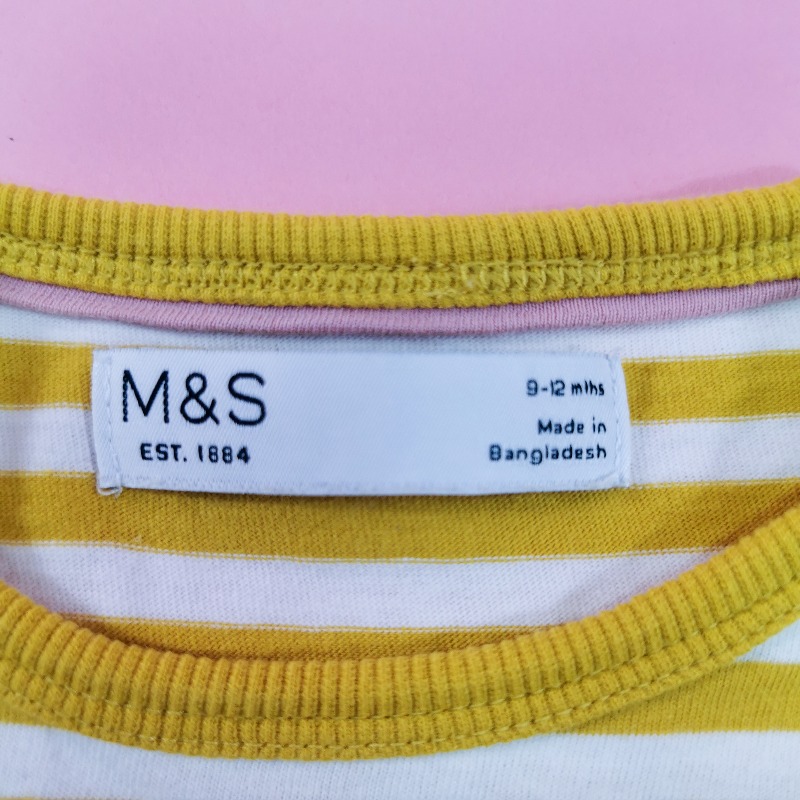 M&S
EST. 1884
9-12 mths
Made in
Bangladesh